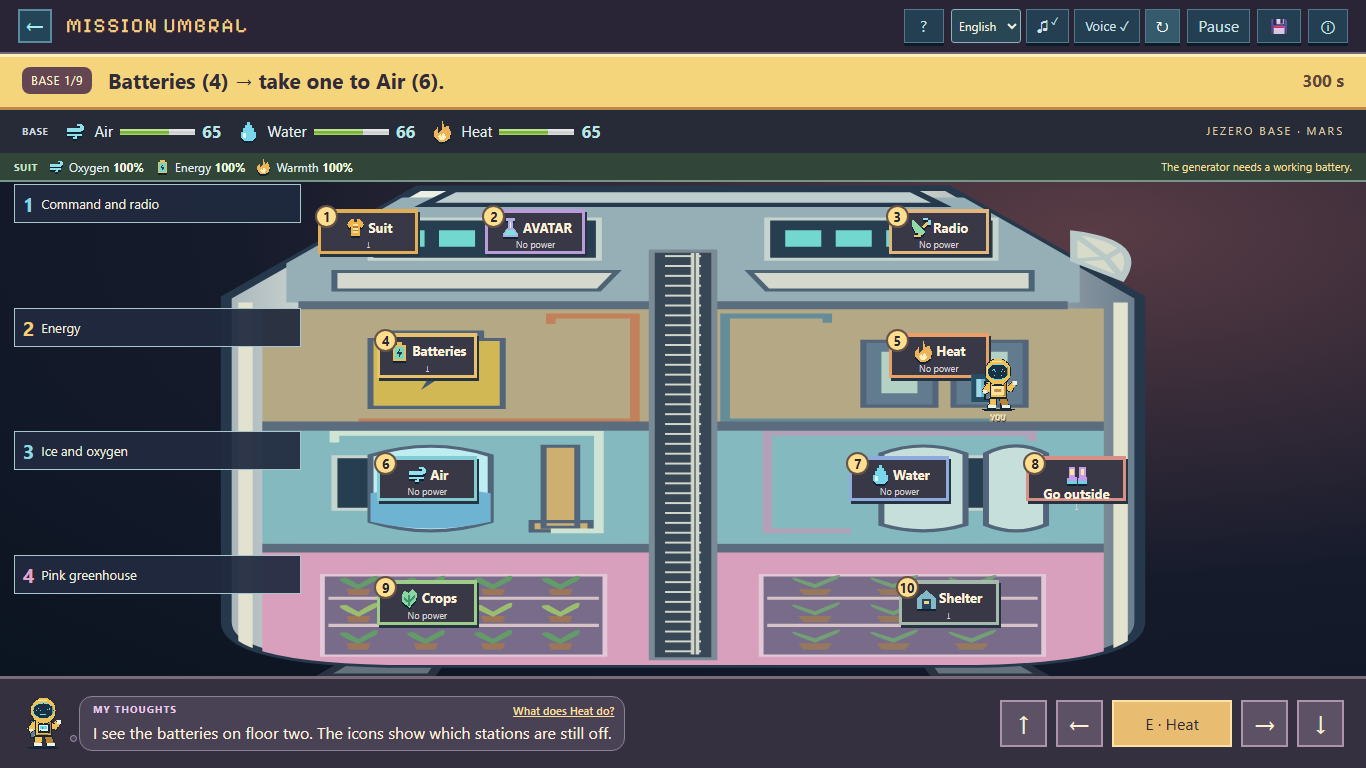 ←
MISSION UMBRAL
?
English
♫✓
Voice ✓
↻
Pause
ⓘ
BASE 1/9
Batteries (4) → take one to Air (6).
300 s
BASE
Air
65
Water
66
Heat
65
JEZERO BASE · MARS
SUIT
Oxygen 100%
Energy 100%
Warmth 100%
The generator needs a working battery.
1 Command and radio
1
Suit
↓
2
AVATAR
No power
3
Radio
No power
2 Energy
4
Batteries
↓
5
Heat
No power
YOU
3 Ice and oxygen
6
Air
No power
7
Water
No power
8
Go outside
↓
4 Pink greenhouse
9
Crops
No power
10
Shelter
↓
MY THOUGHTS
What does Heat do?
I see the batteries on floor two. The icons show which stations are still off.
↑
←
E · Heat
→
↓